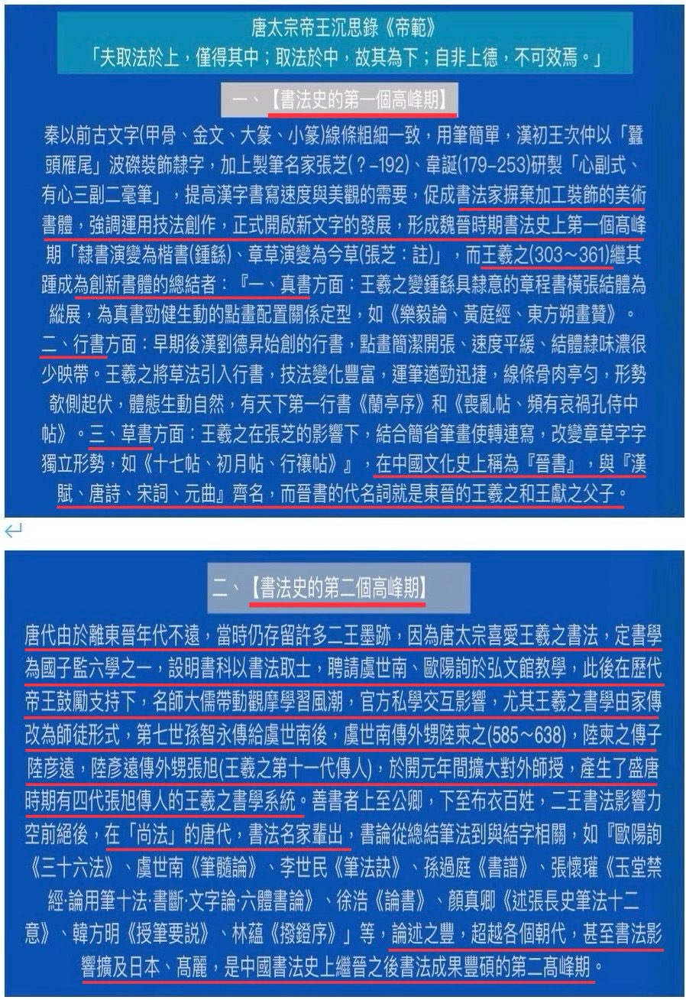 唐太宗帝王沉思錄《帝範》
「夫取法於上，僅得其中；取法於中，故其為下；自非上德，不可效焉。」
一、【書法史的第一個高峰期】
秦以前古文字(甲骨、金文、大篆、小篆)線條粗細一致，用筆簡單，漢初王次仲以「蠶
頭雁尾」波磔裝飾隸字，加上製筆名家張芝(？–192)、韋誕(179–253)研製「心副式、
有心三副二毫筆」，提高漢字書寫速度與美觀的需要，促成書法家摒棄加工裝飾的美術
書體，強調運用技法創作，正式開啟新文字的發展，形成魏晉時期書法史上第一個高峰
期「隸書演變為楷書(鍾繇)、章草演變為今草(張芝：註)」，而王羲之(303～361)繼其
踵成為創新書體的總結者：『一、真書方面：王羲之變鍾繇具隸意的章程書橫張結體為
縱展，為真書勁健生動的點畫配置關係定型，如《樂毅論、黃庭經、東方朔畫贊》。
二、行書方面：早期後漢劉德昇始創的行書，點畫簡潔開張、速度平緩、結體隸味濃很
少映帶。王羲之將草法引入行書，技法變化豐富，運筆遒勁迅捷，線條骨肉亭勻，形勢
欹側起伏，體態生動自然，有天下第一行書《蘭亭序》和《喪亂帖、頻有哀禍孔侍中
帖》。三、草書方面：王羲之在張芝的影響下，結合簡省筆畫使轉連寫，改變章草字字
獨立形勢，如《十七帖、初月帖、行禳帖》』，在中國文化史上稱為『晉書』，與『漢
賦、唐詩、宋詞、元曲』齊名，而晉書的代名詞就是東晉的王羲之和王獻之父子。
二、【書法史的第二個高峰期】
唐代由於離東晉年代不遠，當時仍存留許多二王墨跡，因為唐太宗喜愛王羲之書法，定書學
為國子監六學之一，設明書科以書法取士，聘請虞世南、歐陽詢於弘文館教學，此後在歷代
帝王鼓勵支持下，名師大儒帶動觀摩學習風潮，官方私學交互影響，尤其王羲之書學由家傳
改為師徒形式，第七世孫智永傳給虞世南後，虞世南傳外甥陸柬之(585～638)，陸柬之傳子
陸彥遠，陸彥遠傳外甥張旭(王羲之第十一代傳人)，於開元年間擴大對外師授，產生了盛唐
時期有四代張旭傳人的王羲之書學系統。善書者上至公卿，下至布衣百姓，二王書法影響力
空前絕後，在「尚法」的唐代，書法名家輩出，書論從總結筆法到與結字相關，如『歐陽詢
《三十六法》、虞世南《筆髓論》、李世民《筆法訣》、孫過庭《書譜》、張懷瓘《玉堂禁
經·論用筆十法·書斷·文字論·六體書論》、徐浩《論書》、顏真卿《述張長史筆法十二
意》、韓方明《授筆要説》、林蘊《撥鐙序》」等，論述之豐，超越各個朝代，甚至書法影
響擴及日本、高麗，是中國書法史上繼晉之後書法成果豐碩的第二高峰期。